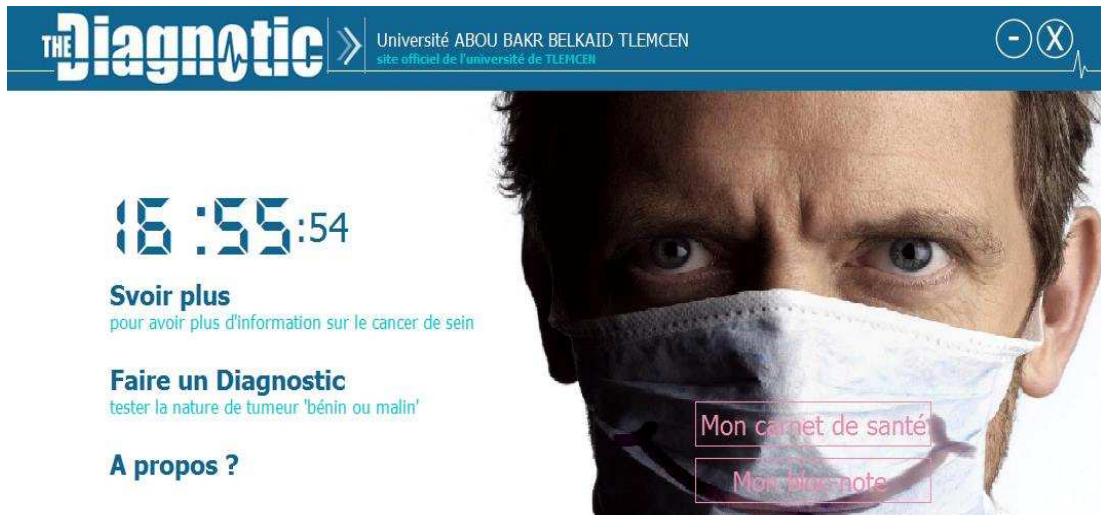 THE Diagnotic
Université ABOU BAKR BELKAID TLEMCEN
site officiel de l'université de TLEMCEN
- X
16:55:54
Svoir plus
pour avoir plus d'information sur le cancer de sein
Faire un Diagnostic
tester la nature de tumeur 'bénin ou malin'
A propos ?
Mon carnet de santé
Mon bloc note